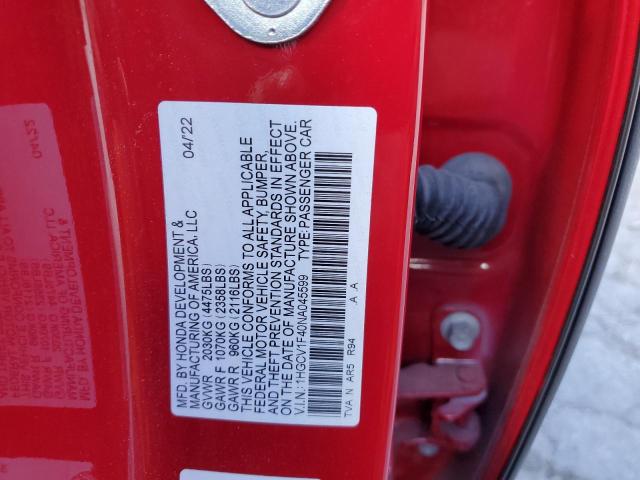 MFD. BY HONDA DEVELOPMENT & 04/22
MANUFACTURING OF AMERICA, LLC
GVWR 2030KG (4475LBS)
GAWR F 1070KG (2358LBS)
GAWR R 960KG (2116LBS)
THIS VEHICLE CONFORMS TO ALL APPLICABLE
FEDERAL MOTOR VEHICLE SAFETY, BUMPER,
AND THEFT PREVENTION STANDARDS IN EFFECT
ON THE DATE OF MANUFACTURE SHOWN ABOVE.
V.I.N.:1HGCV1F40NA045599 TYPE:PASSENGER CAR
TVA N AR5 R94 A A